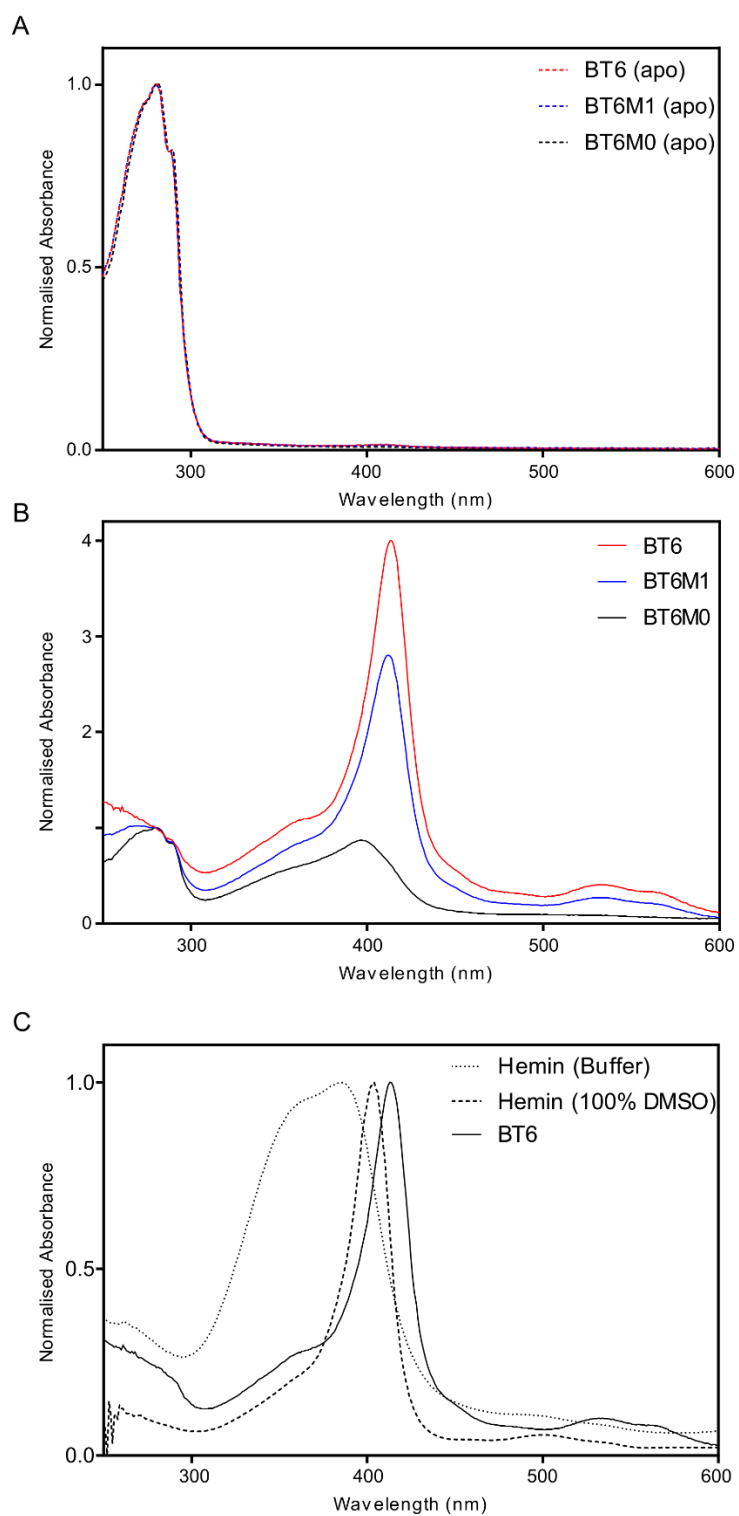 A
BT6 (apo)
BT6M1 (apo)
BT6M0 (apo)
1.0
0.5
0.0
Normalised Absorbance
300
400
500
600
Wavelength (nm)
B
BT6
BT6M1
BT6M0
4
3
2
1
0
Normalised Absorbance
300
400
500
600
Wavelength (nm)
C
Hemin (Buffer)
Hemin (100% DMSO)
BT6
1.0
0.5
0.0
Normalised Absorbance
300
400
500
600
Wavelength (nm)